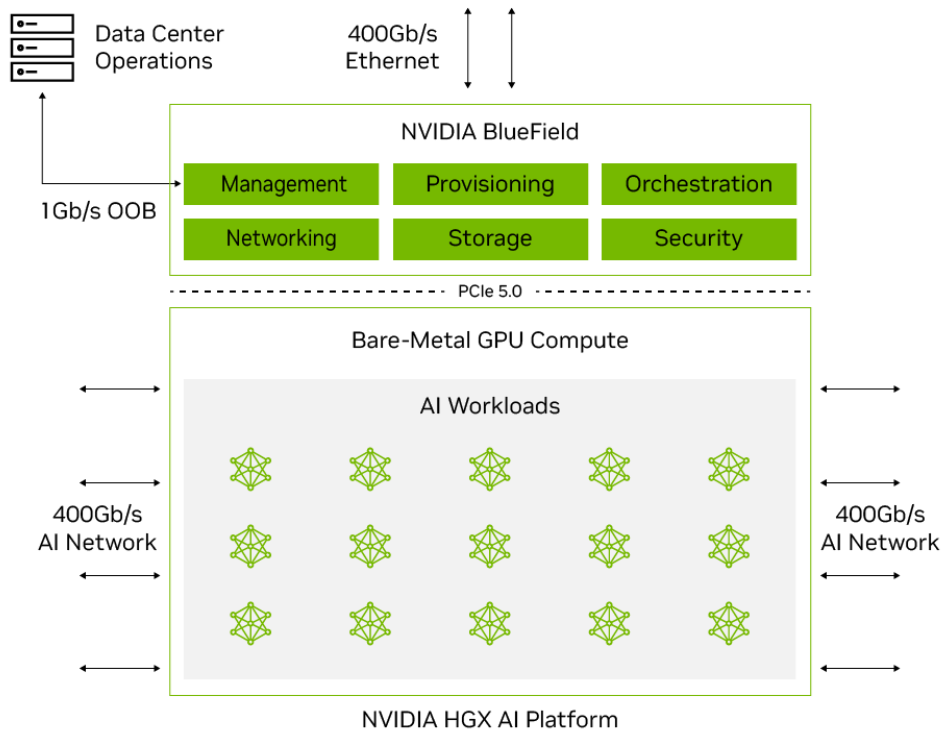 Data Center
Operations
400Gb/s
Ethernet
NVIDIA BlueField
Management
Provisioning
Orchestration
1Gb/s OOB
Networking
Storage
Security
PCIe 5.0
Bare-Metal GPU Compute
AI Workloads
400Gb/s
AI Network
400Gb/s
AI Network
NVIDIA HGX AI Platform